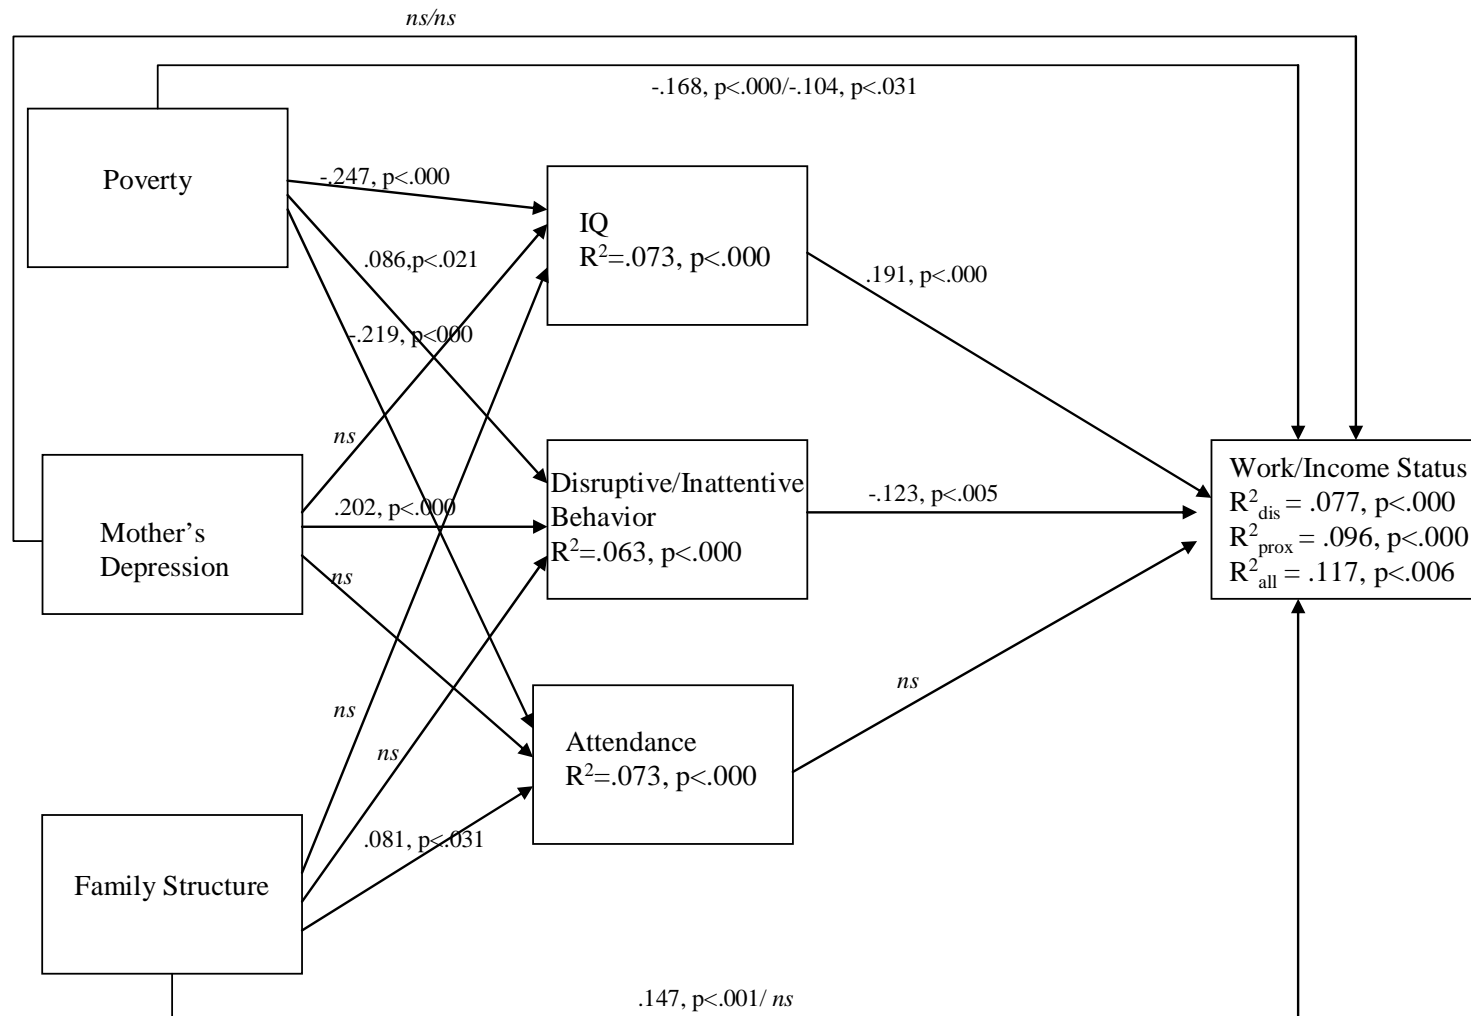 ns/ns
-.168, p<.000/-.104, p<.031
Poverty
-.247, p<.000
IQ
R²=.073, p<.000
.086,p<.021
.191, p<.000
-.219, p<000
ns
Mother's
Depression
.202, p<.000
Disruptive/Inattentive
Behavior
R²=.063, p<.000
-.123, p<.005
Work/Income Status
R²dis = .077, p<.000
R²prox = .096, p<.000
R²all = .117, p<.006
ns
ns
ns
Attendance
R²=.073, p<.000
ns
.081, p<.031
Family Structure
.147, p<.001/ ns